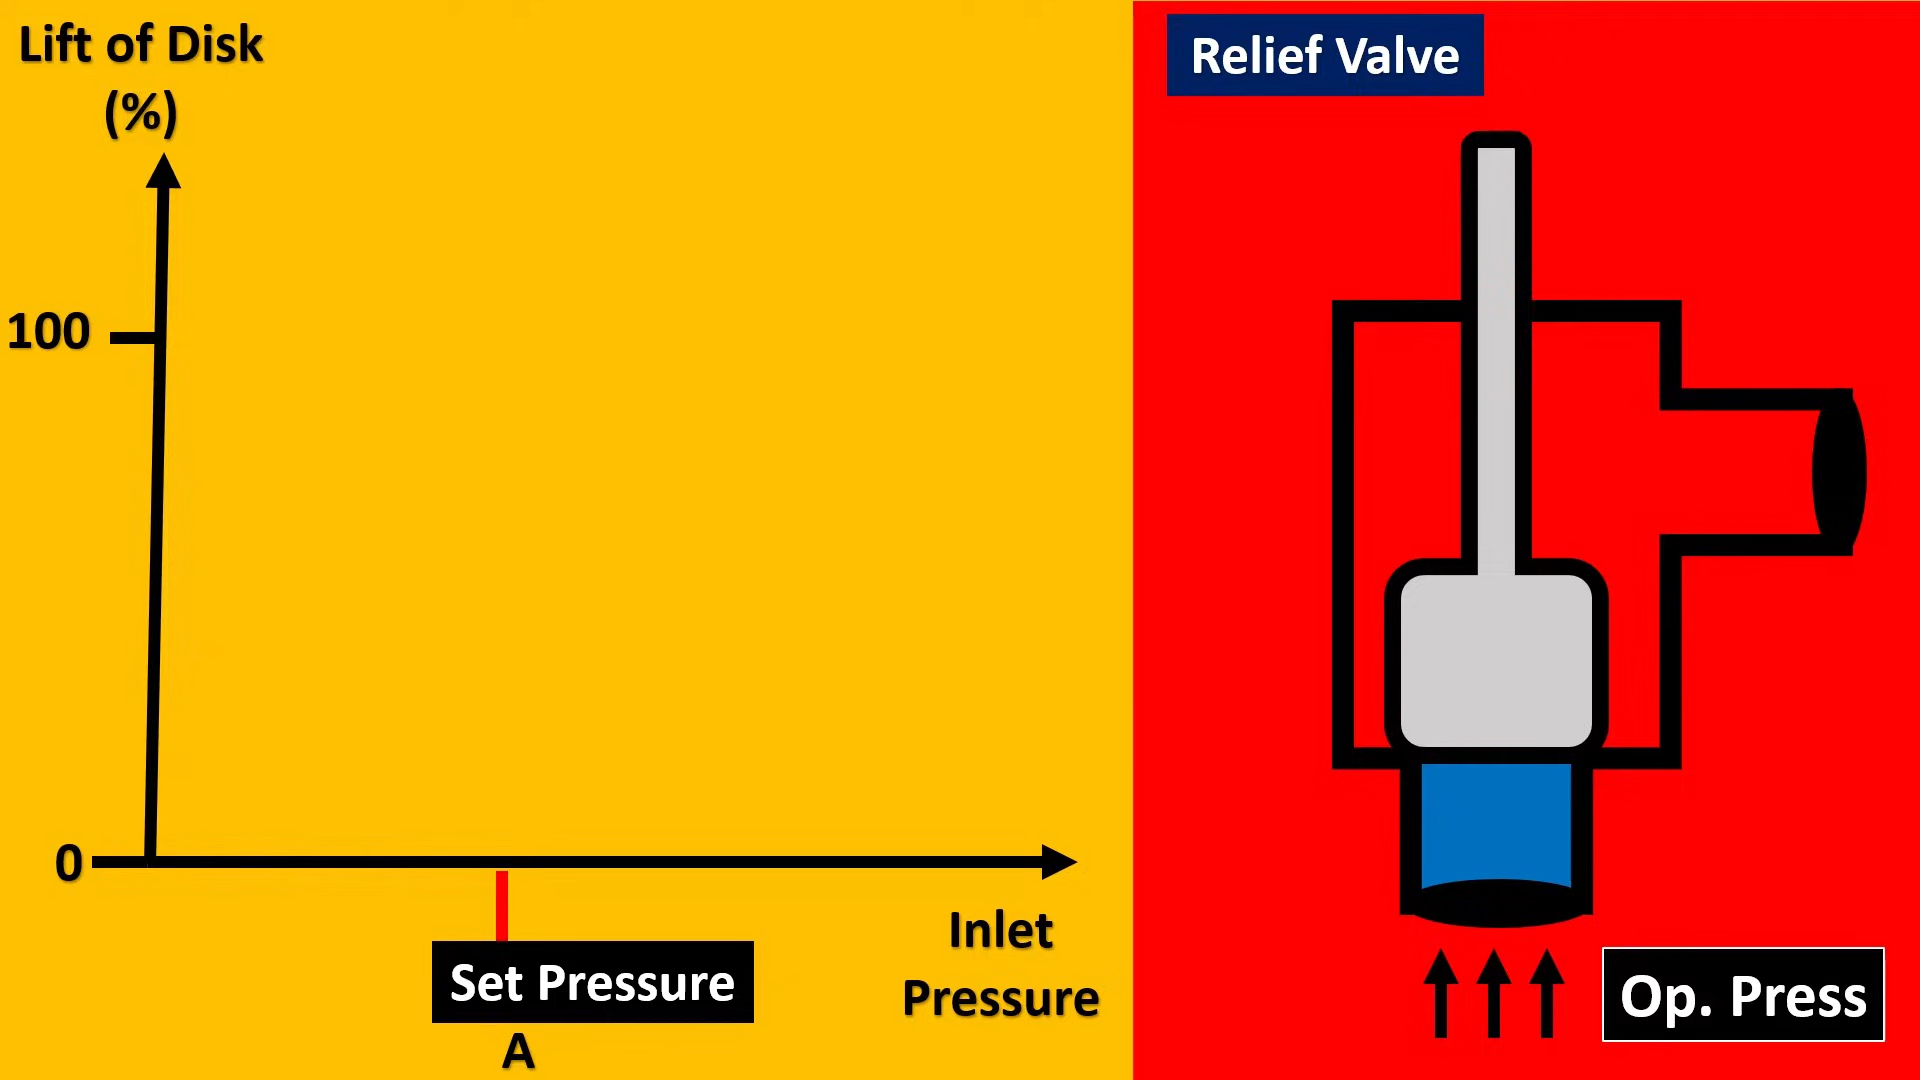 Lift of Disk
(%)
100
0
Set Pressure
A
Inlet
Pressure
Relief Valve
Op. Press